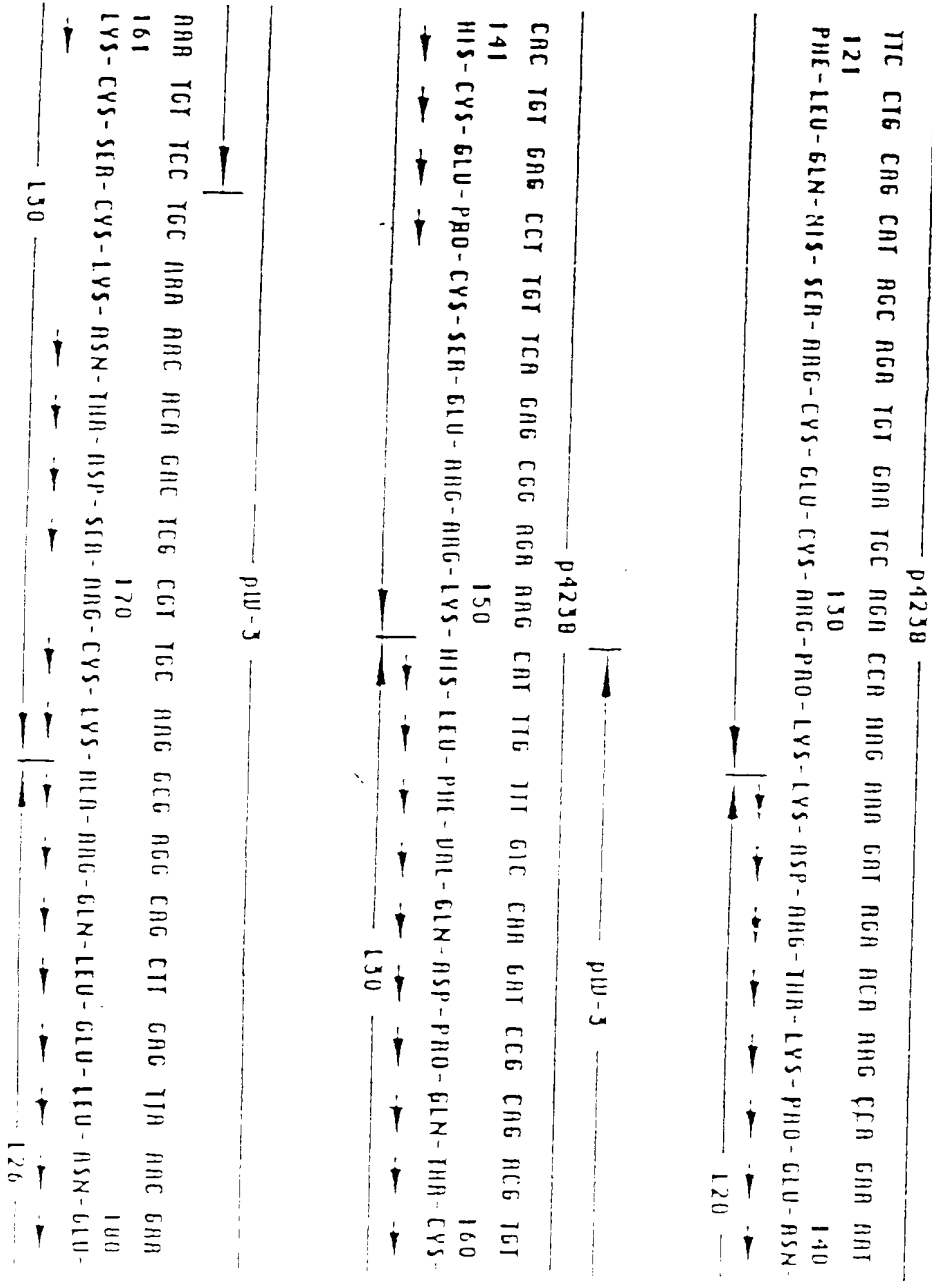 p423B
TTC CTG CAG CAT AGC AGA TGT GAA TGC AGA CCA AAG AAA GAT AGA ACA AAG CCA GAA AAT
121 130 140
PHE-LEU-GLN-HIS-SER-ARG-CYS-GLU-CYS-ARG-PRO-LYS-LYS-ASP-ARG-THR-LYS-PRO-GLU-ASN-
L20
pIU-3
p423B
CAC TGT GAG CCT TGT TCA GAG CGG AGA AAG CAT TTG TTT GTC CAA GAT CCG CAG ACG TGT
141 150 160
HIS-CYS-GLU-PRO-CYS-SER-GLU-ARG-ARG-LYS-HIS-LEU-PHE-VAL-GLN-ASP-PRO-GLN-THR-CYS-
L30
pIU-3
AAA TGT TCC TGC AAA AAC ACA GAC TCG CGT TGC AAG GCG AGG CAG CTT GAG TTA AAC GAA
161 170 180
LYS-CYS-SER-CYS-LYS-ASN-THR-ASP-SER-ARG-CYS-LYS-ALA-ARG-GLN-LEU-GLU-LEU-ASN-GLU-
L30 L26